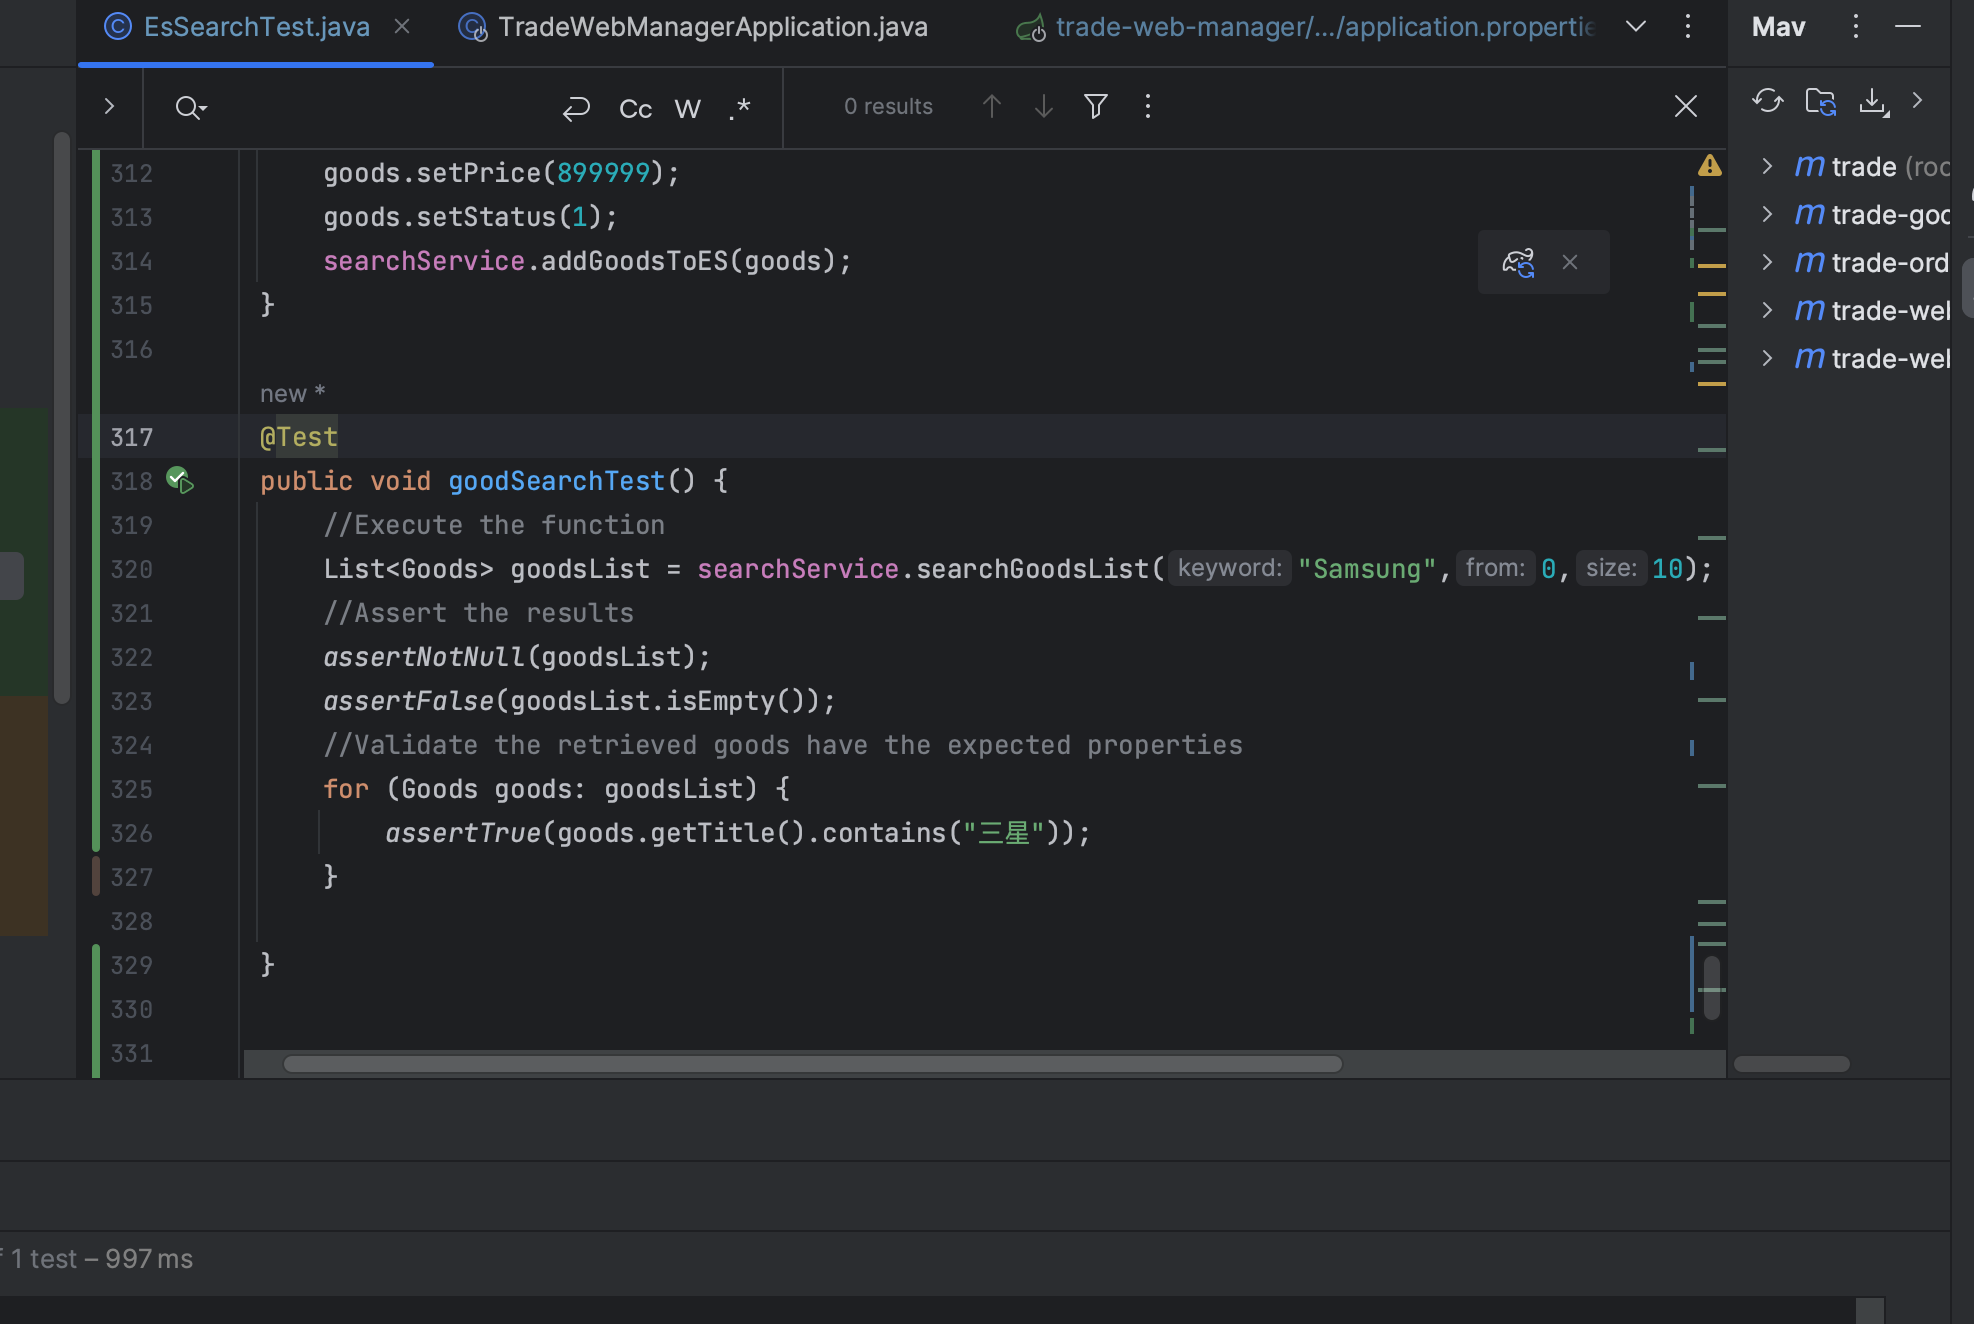 EsSearchTest.java
TradeWebManagerApplication.java
trade-web-manager/.../application.propertie
Mav
Cc W .*
0 results
312 goods.setPrice(899999);
313 goods.setStatus(1);
314 searchService.addGoodsToES(goods);
315 }
316
new *
317 @Test
318 public void goodSearchTest() {
319 //Execute the function
320 List<Goods> goodsList = searchService.searchGoodsList( keyword: "Samsung", from: 0, size: 10);
321 //Assert the results
322 assertNotNull(goodsList);
323 assertFalse(goodsList.isEmpty());
324 //Validate the retrieved goods have the expected properties
325 for (Goods goods: goodsList) {
326 assertTrue(goods.getTitle().contains("三星"));
327 }
328
329 }
330
331
m trade (roo
m trade-goo
m trade-ord
m trade-web
m trade-web
1 test – 997 ms